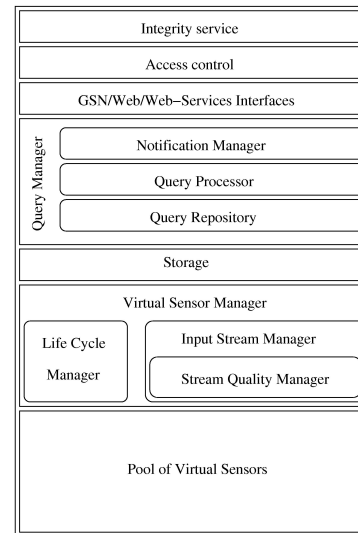 Integrity service
Access control
GSN/Web/Web−Services Interfaces
Query Manager
Notification Manager
Query Processor
Query Repository
Storage
Virtual Sensor Manager
Life Cycle
Manager
Input Stream Manager
Stream Quality Manager
Pool of Virtual Sensors